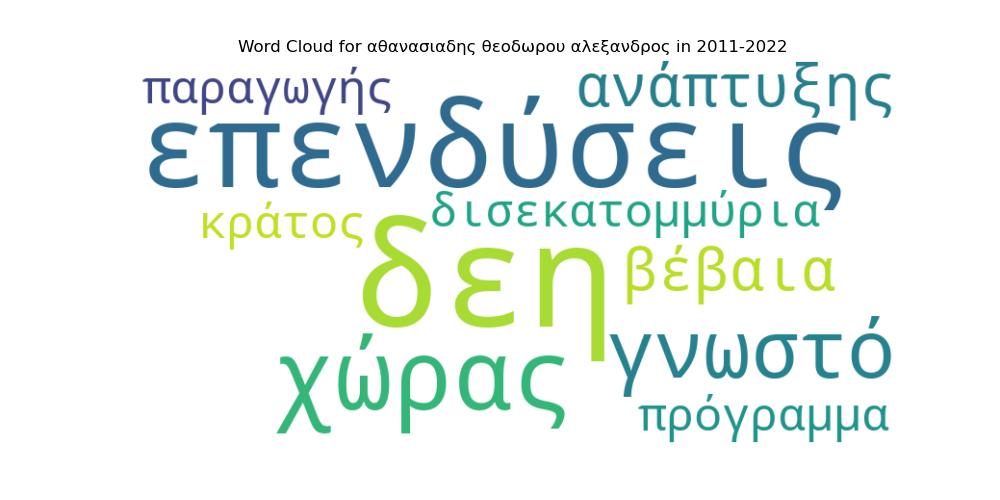 Word Cloud for αθανασιαδης θεοδωρου αλεξανδρος in 2011-2022
παραγωγής ανάπτυξης
επενδύσεις
κράτος δισεκατομμύρια
δεη βέβαια
χώρας γνωστό
πρόγραμμα